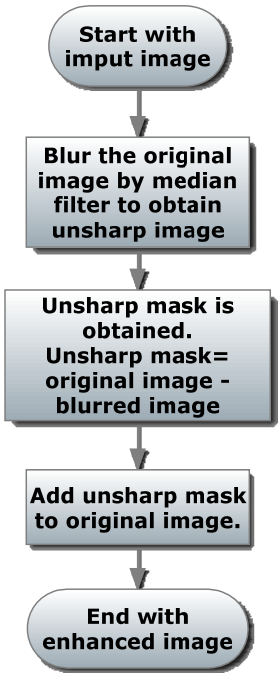 Start with
imput image
Blur the original
image by median
filter to obtain
unsharp image
Unsharp mask is
obtained.
Unsharp mask=
original image -
blurred image
Add unsharp mask
to original image.
End with
enhanced image